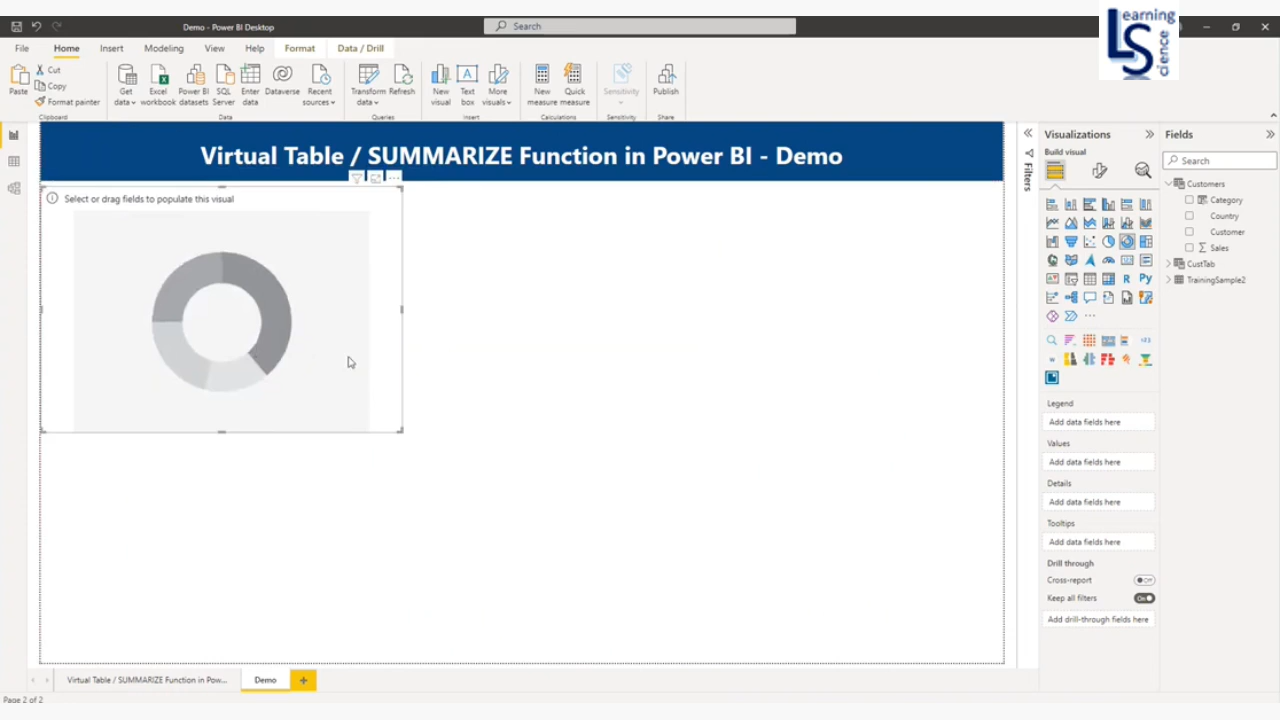 Demo - Power BI Desktop
Search
Learning
Science
File
Home
Insert
Modeling
View
Help
Format
Data / Drill
Paste
Cut
Copy
Format painter
Clipboard
Get data
Excel workbook
Power BI datasets
SQL Server
Enter data
Dataverse
Recent sources
Data
Transform data
Refresh
Queries
New visual
Text box
More visuals
Insert
New measure
Quick measure
Calculations
Sensitivity
Sensitivity
Publish
Share
Virtual Table / SUMMARIZE Function in Power BI - Demo
Select or drag fields to populate this visual
Filters
Visualizations
Build visual
R
Py
123
Legend
Add data fields here
Values
Add data fields here
Details
Add data fields here
Tooltips
Add data fields here
Drill through
Cross-report
Off
Keep all filters
On
Add drill-through fields here
Fields
Search
Customers
Category
Country
Customer
Σ Sales
CustTab
TrainingSample2
Virtual Table / SUMMARIZE Function in Pow...
Demo
Page 2 of 2